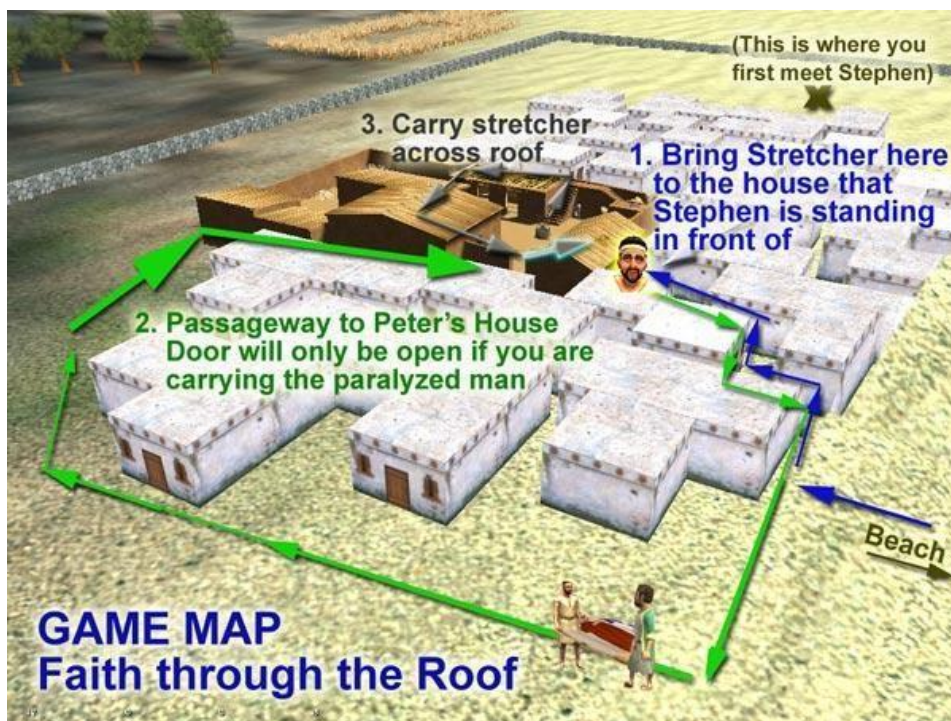 (This is where you
first meet Stephen)
3. Carry stretcher
across roof
1. Bring Stretcher here
to the house that
Stephen is standing
in front of
2. Passageway to Peter's House
Door will only be open if you are
carrying the paralyzed man
Beach
GAME MAP
Faith through the Roof